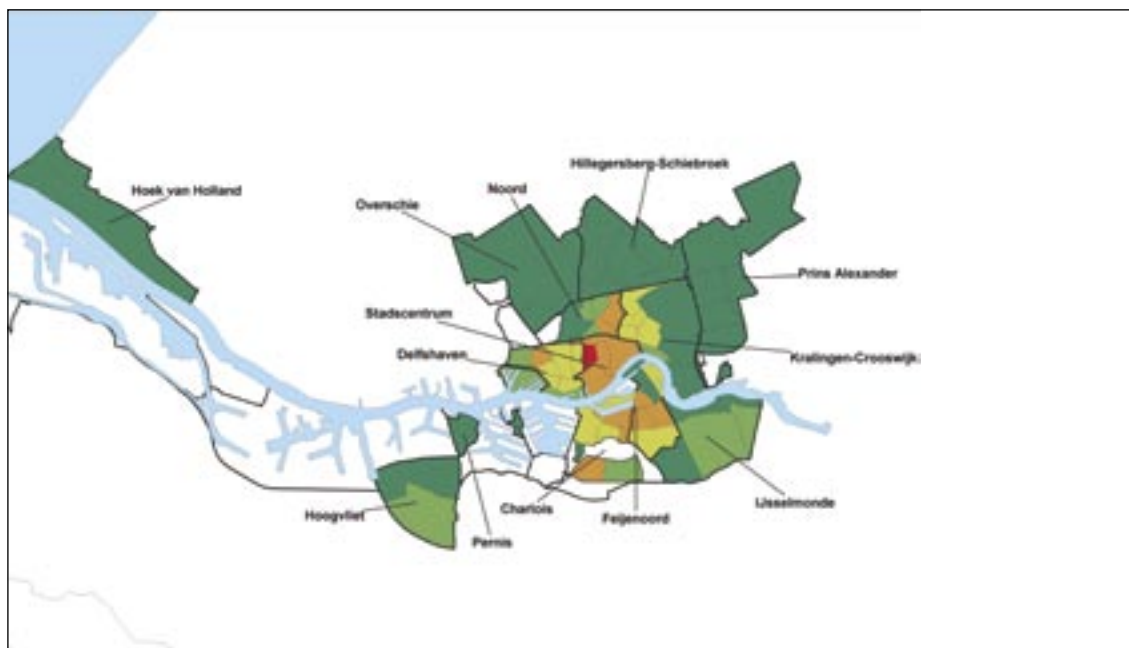 Hillegersberg-Schiebroek
Hoek van Holland
Noord
Overschie
Prins Alexander
Stadscentrum
Delfshaven
Kralingen-Crooswijk
IJsselmonde
Charlois
Hoogvliet
Feijenoord
Pernis